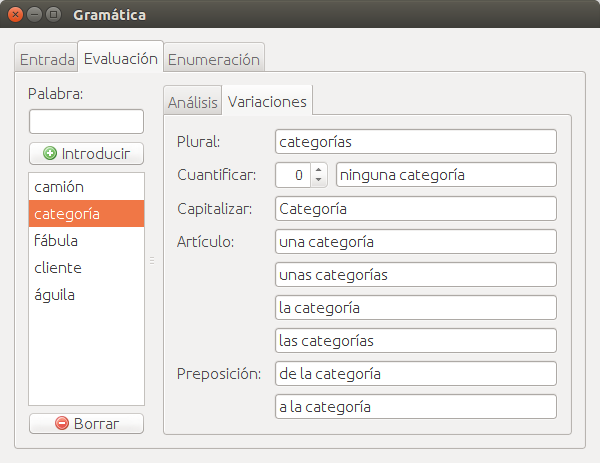 Gramática
Entrada Evaluación Enumeración
Palabra:
Introducir
camión
categoría
fábula
cliente
águila
Borrar
Análisis Variaciones
Plural: categorías
Cuantificar: 0 ninguna categoría
Capitalizar: Categoría
Artículo: una categoría
unas categorías
la categoría
las categorías
Preposición: de la categoría
a la categoría